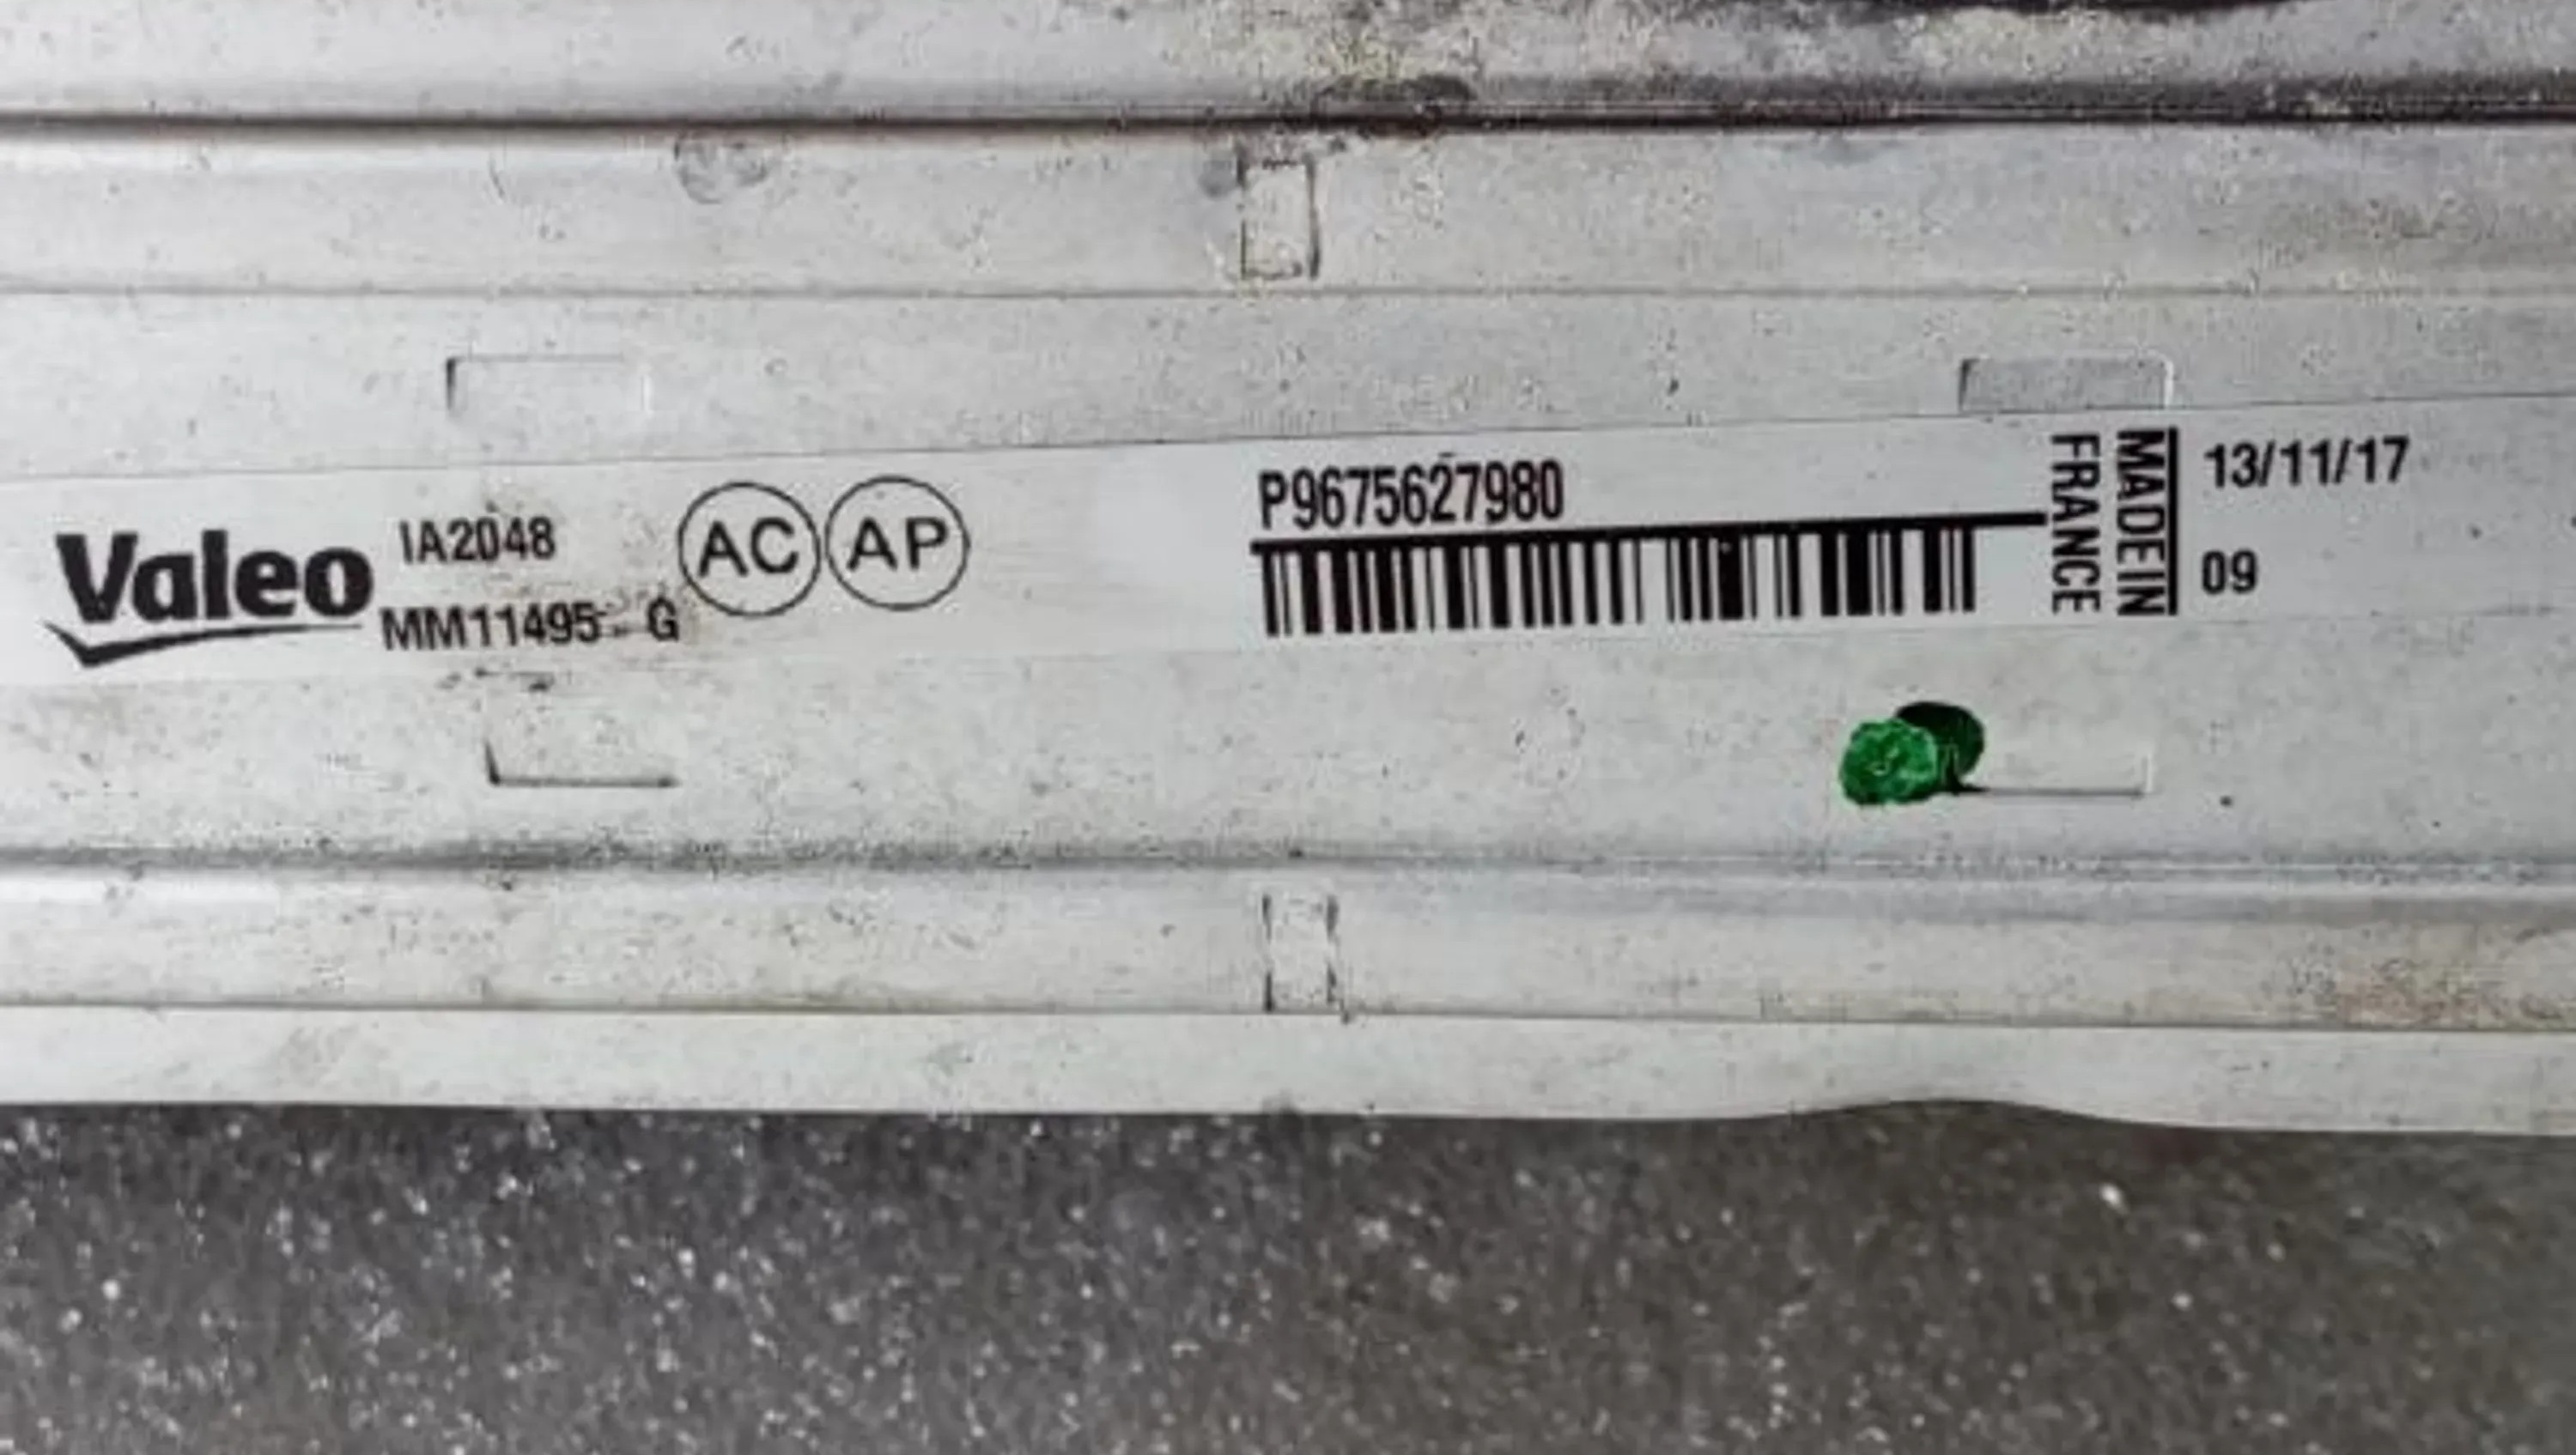 Valeo
IA2048
MM11495- G
AC
AP
P9675627980
MADE IN
FRANCE
13/11/17
09